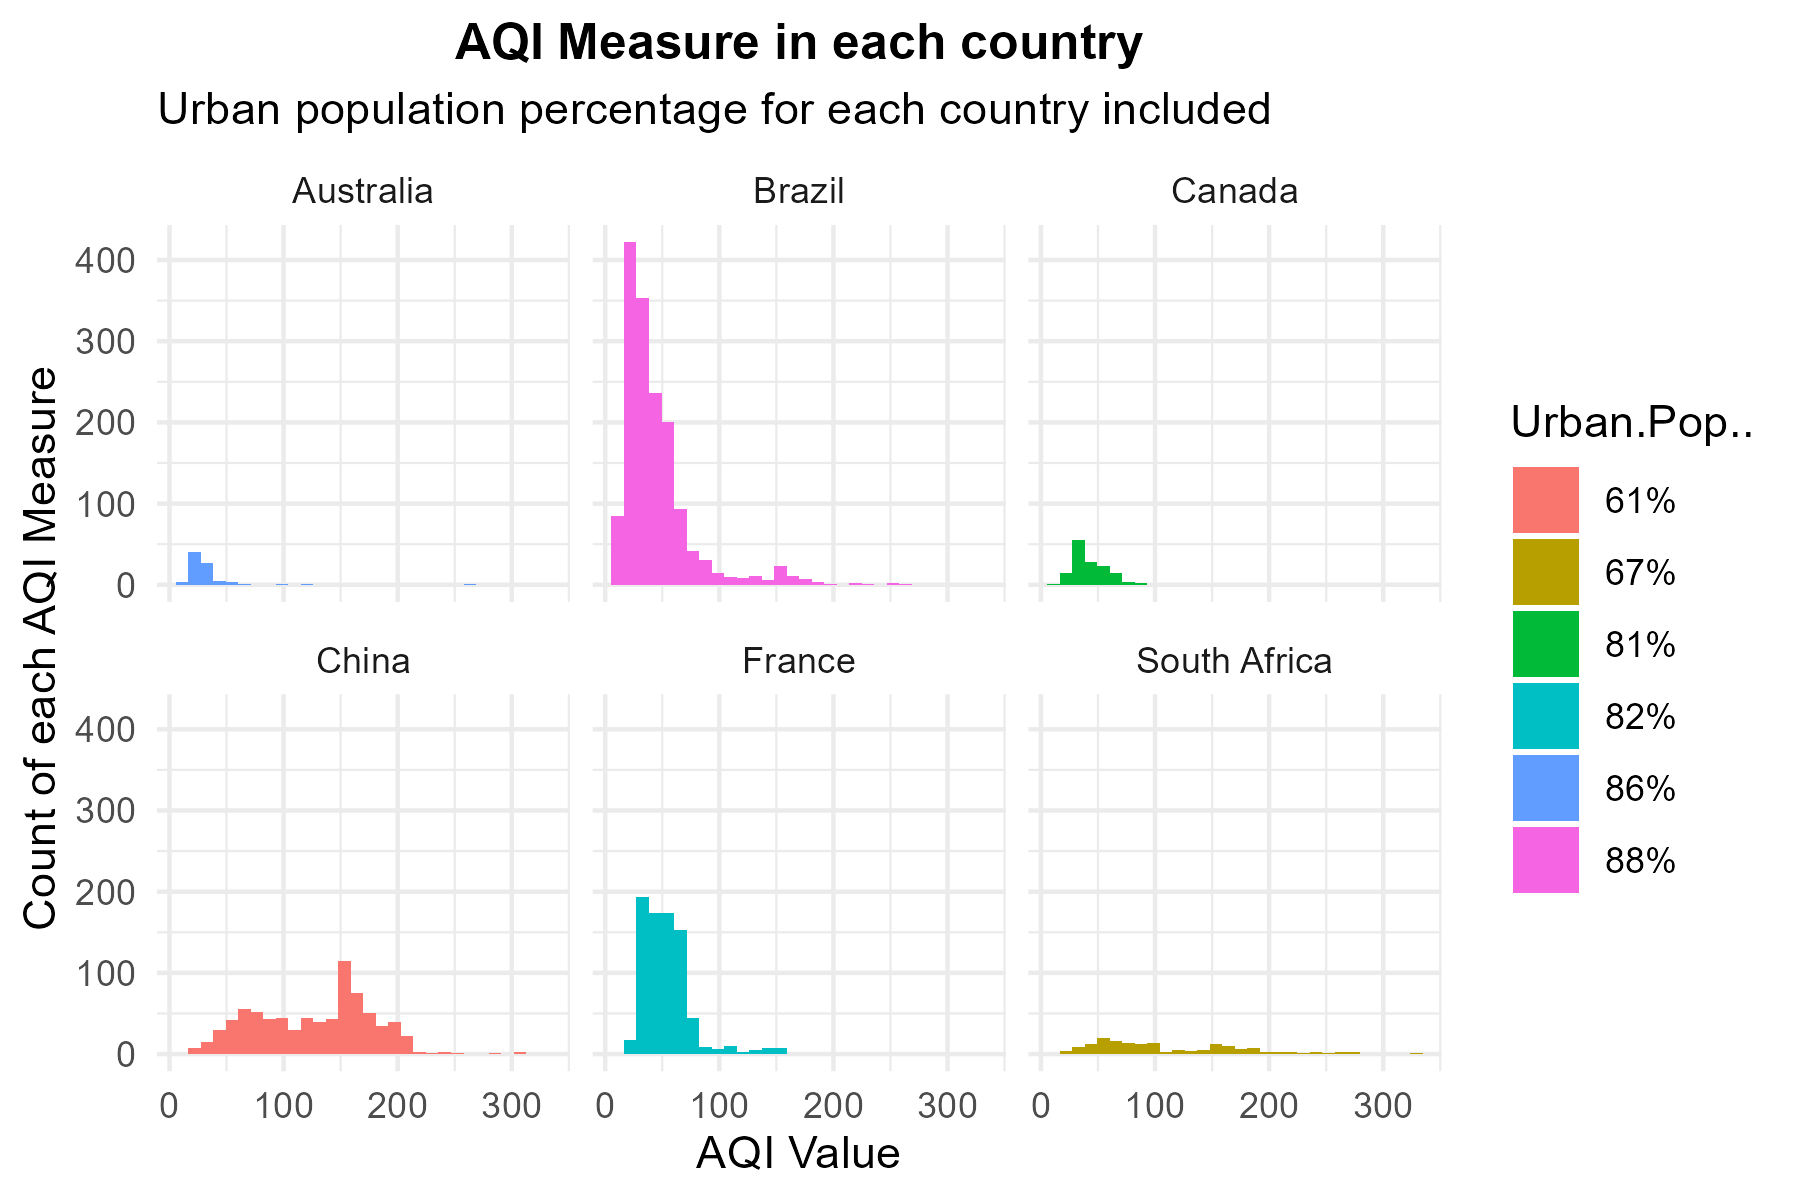 AQI Measure in each country
Urban population percentage for each country included
Australia
Brazil
Canada
400
300
200
100
0
China
France
South Africa
400
300
200
100
0
0 100 200 300
0 100 200 300
0 100 200 300
AQI Value
Count of each AQI Measure
Urban.Pop..
61%
67%
81%
82%
86%
88%